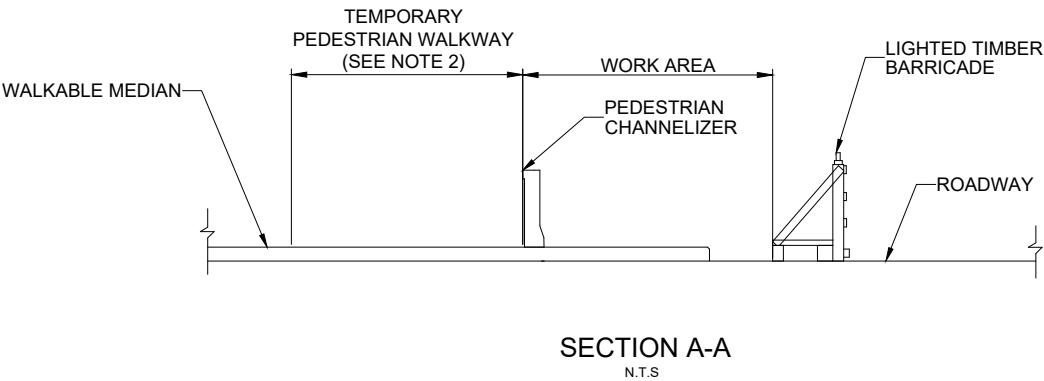 TEMPORARY
PEDESTRIAN WALKWAY
(SEE NOTE 2)
WORK AREA
LIGHTED TIMBER
BARRICADE
WALKABLE MEDIAN
PEDESTRIAN
CHANNELIZER
ROADWAY
SECTION A-A
N.T.S